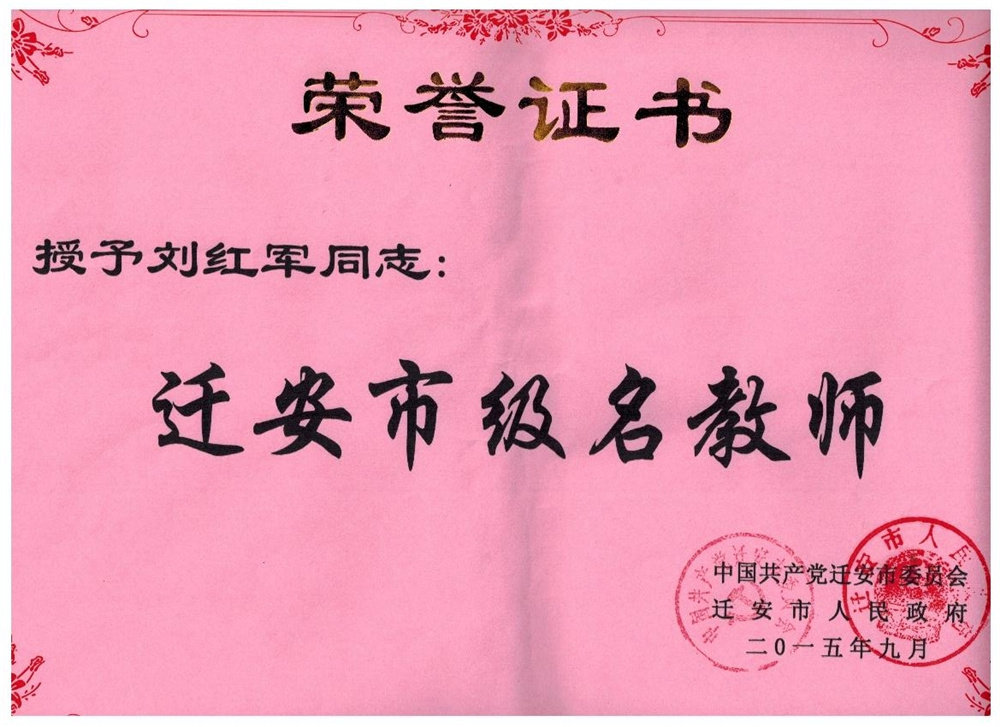 荣誉证书
授予刘红军同志：
迁安市级名教师
中国共产党迁安市委员会
迁安市人民政府
二0一五年九月